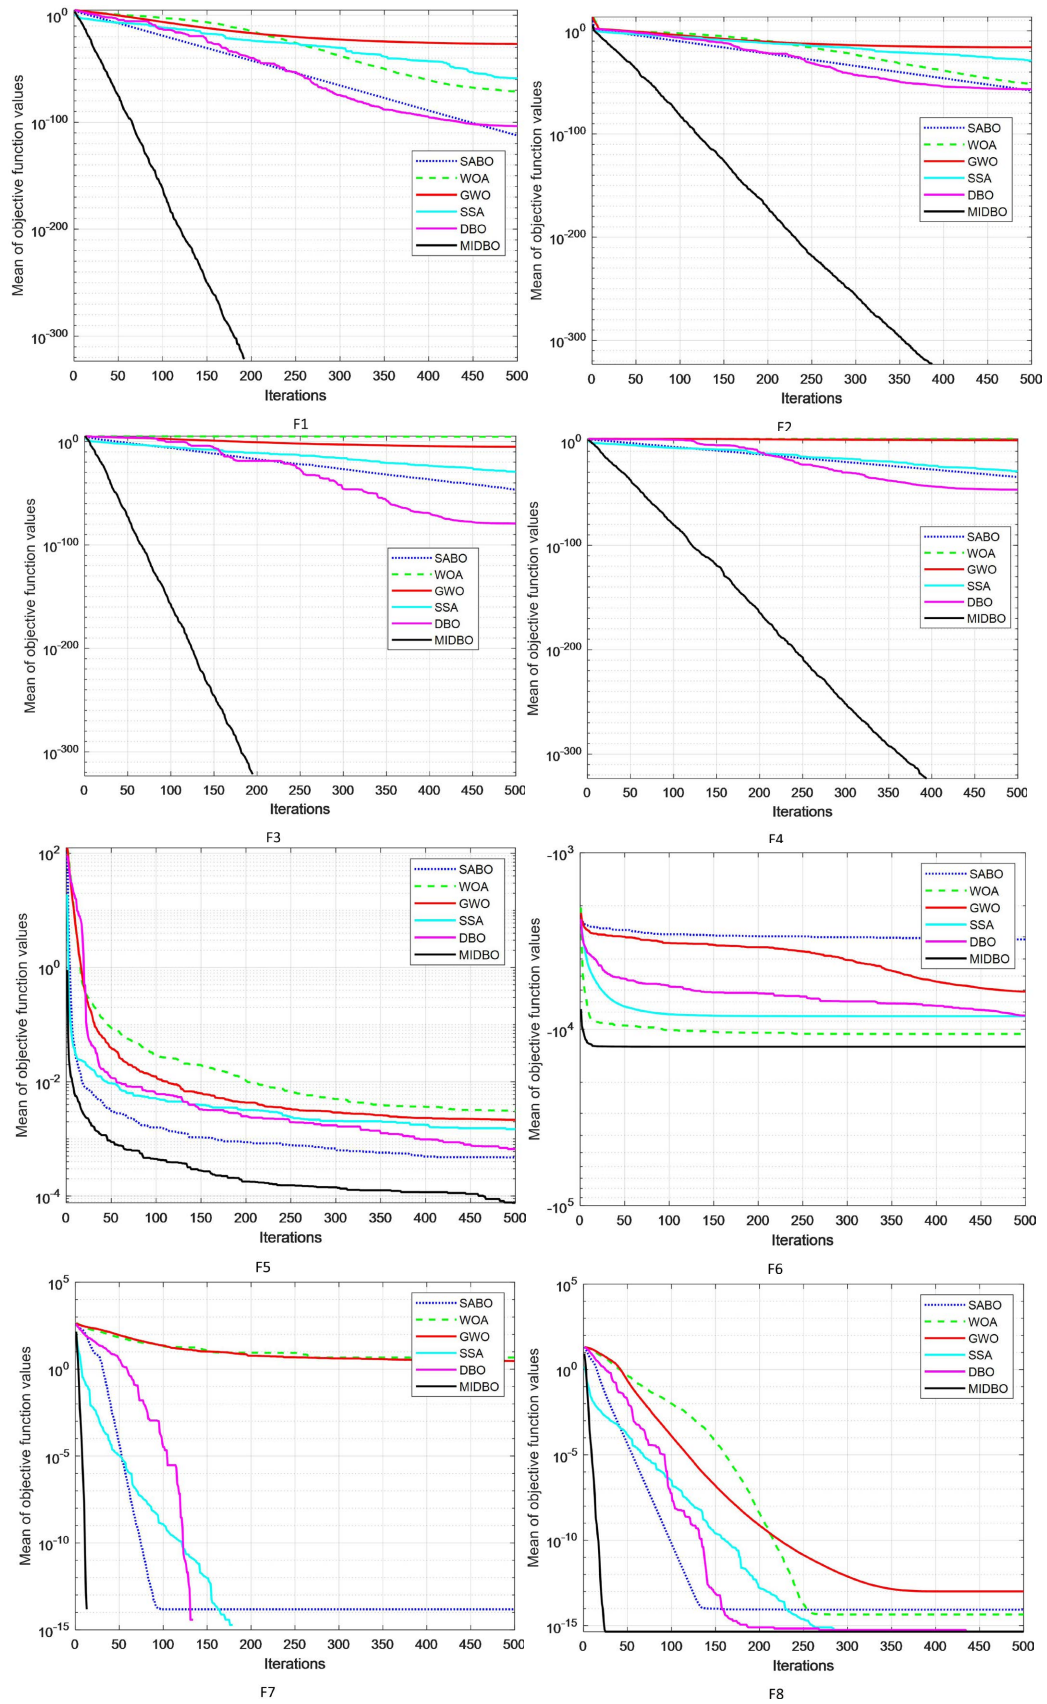 Mean of objective function values
10^0
10^-100
10^-200
10^-300
SABO
WOA
GWO
SSA
DBO
MIDBO
0 50 100 150 200 250 300 350 400 450 500
Iterations
F1
Mean of objective function values
10^0
10^-100
10^-200
10^-300
SABO
WOA
GWO
SSA
DBO
MIDBO
0 50 100 150 200 250 300 350 400 450 500
Iterations
F2
Mean of objective function values
10^0
10^-100
10^-200
10^-300
SABO
WOA
GWO
SSA
DBO
MIDBO
0 50 100 150 200 250 300 350 400 450 500
Iterations
F3
Mean of objective function values
10^0
10^-100
10^-200
10^-300
SABO
WOA
GWO
SSA
DBO
MIDBO
0 50 100 150 200 250 300 350 400 450 500
Iterations
F4
Mean of objective function values
10^2
10^0
10^-2
10^-4
SABO
WOA
GWO
SSA
DBO
MIDBO
0 50 100 150 200 250 300 350 400 450 500
Iterations
F5
Mean of objective function values
-10^3
-10^4
-10^5
SABO
WOA
GWO
SSA
DBO
MIDBO
0 50 100 150 200 250 300 350 400 450 500
Iterations
F6
Mean of objective function values
10^5
10^0
10^-5
10^-10
10^-15
SABO
WOA
GWO
SSA
DBO
MIDBO
0 50 100 150 200 250 300 350 400 450 500
Iterations
F7
Mean of objective function values
10^5
10^0
10^-5
10^-10
10^-15
SABO
WOA
GWO
SSA
DBO
MIDBO
0 50 100 150 200 250 300 350 400 450 500
Iterations
F8